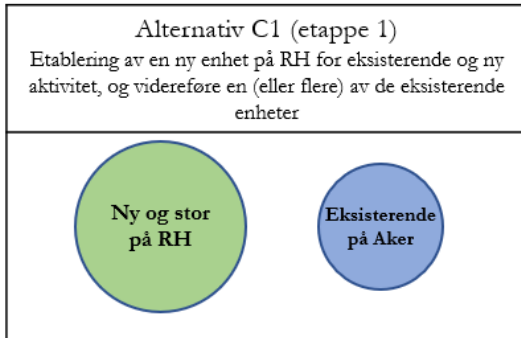 Alternativ C1 (etappe 1)
Etablering av en ny enhet på RH for eksisterende og ny
aktivitet, og videreføre en (eller flere) av de eksisterende
enheter
Ny og stor
på RH
Eksisterende
på Aker